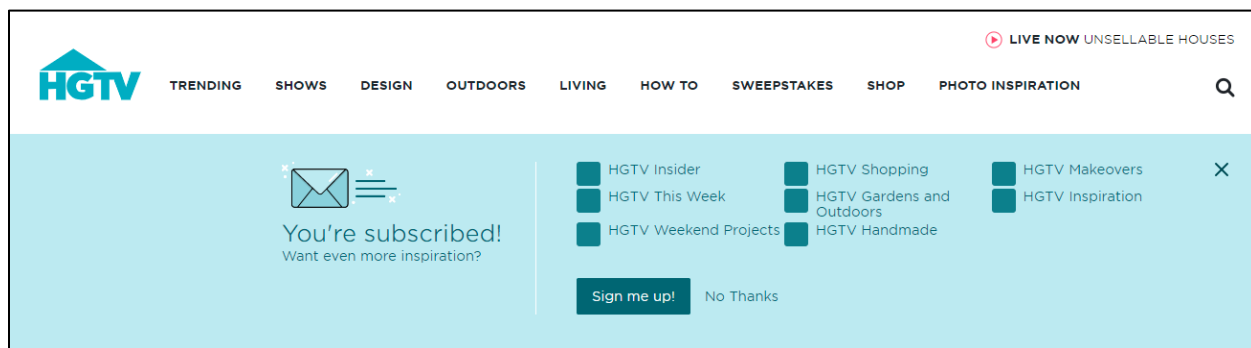 LIVE NOW UNSELLABLE HOUSES
HGTV
TRENDING SHOWS DESIGN OUTDOORS LIVING HOW TO SWEEPSTAKES SHOP PHOTO INSPIRATION
You're subscribed!
Want even more inspiration?
HGTV Insider
HGTV This Week
HGTV Weekend Projects
HGTV Shopping
HGTV Gardens and
Outdoors
HGTV Handmade
HGTV Makeovers
HGTV Inspiration
Sign me up! No Thanks